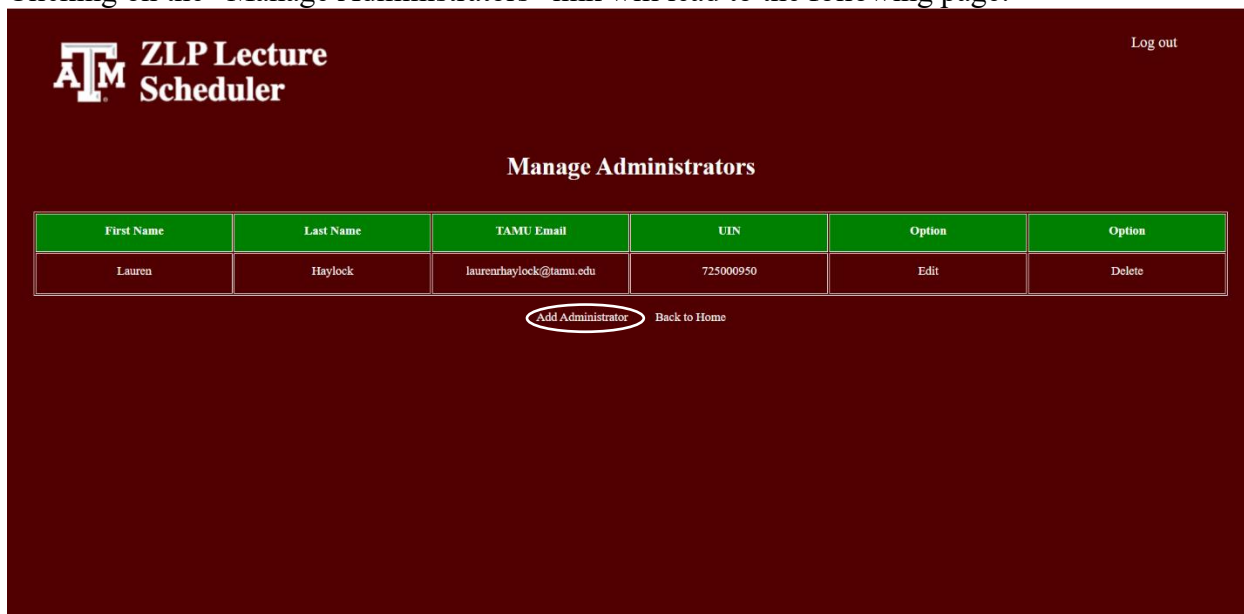 Clicking on the "Manage Administrators" link will lead to the following page.
Log out
ĀM ZLP Lecture
Scheduler
Manage Administrators
First Name Last Name TAMU Email UIN Option Option
Lauren Haylock laurenrhaylock@tamu.edu 725000950 Edit Delete
Add Administrator Back to Home